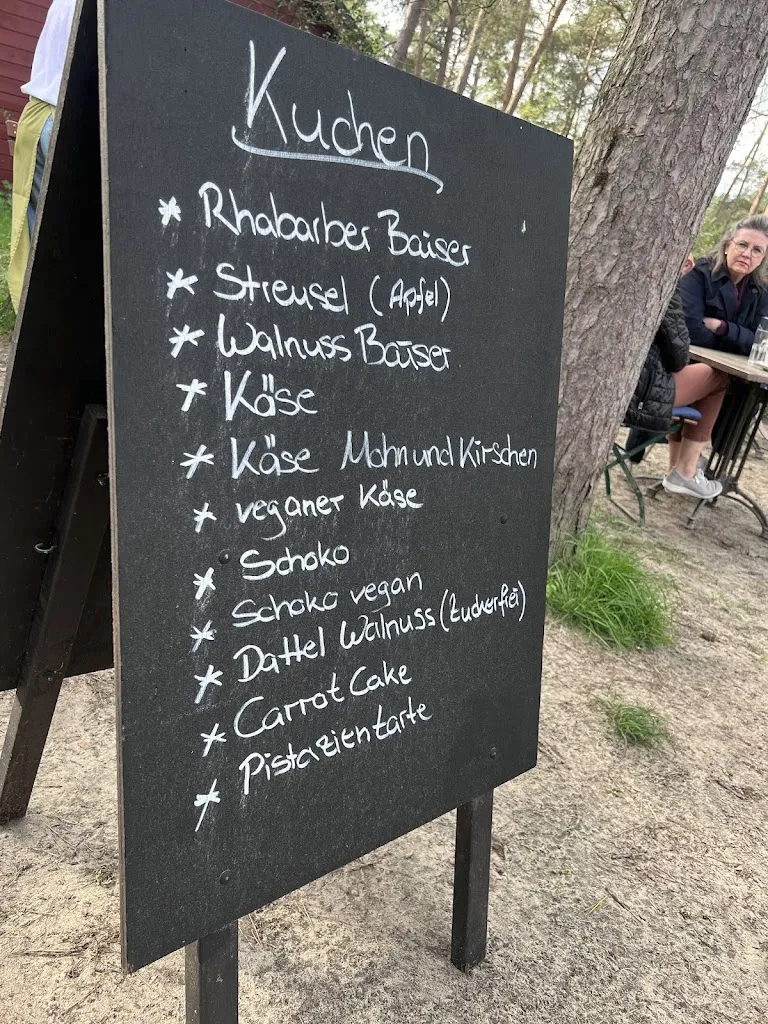 Kuchen
* Rhabarber Baiser
* Streusel (Apfel)
* Walnuss Baiser
* Käse
* Käse Mohn und Kirschen
* veganer Käse
* Schoko
* Schoko vegan
* Dattel Walnuss (Zuckerfrei)
* Carrot Cake
* Pistazientarte